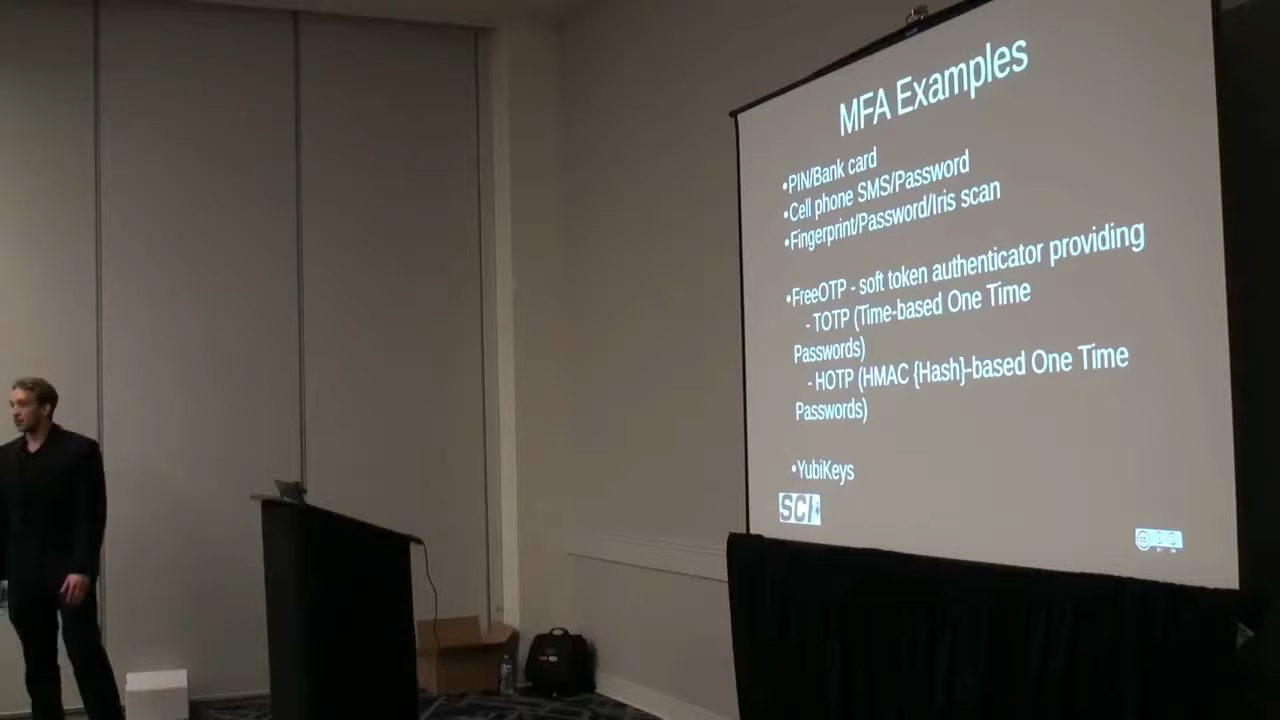 MFA Examples
•PIN/Bank card
•Cell phone SMS/Password
•Fingerprint/Password/Iris scan
•FreeOTP - soft token authenticator providing
- TOTP (Time-based One Time
Passwords)
- HOTP (HMAC {Hash}-based One Time
Passwords)
•YubiKeys
SCI